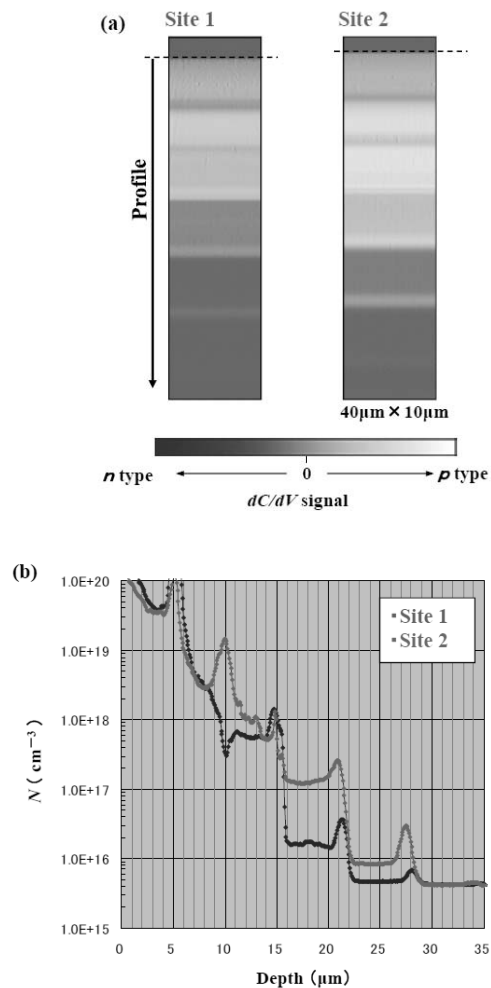 (a)
Site 1
Site 2
Profile
40μm × 10μm
n type
0
p type
dC/dV signal
(b)
1.0E+20
1.0E+19
1.0E+18
1.0E+17
1.0E+16
1.0E+15
N ( cm⁻³ )
Site 1
Site 2
0
5
10
15
20
25
30
35
Depth (μm)